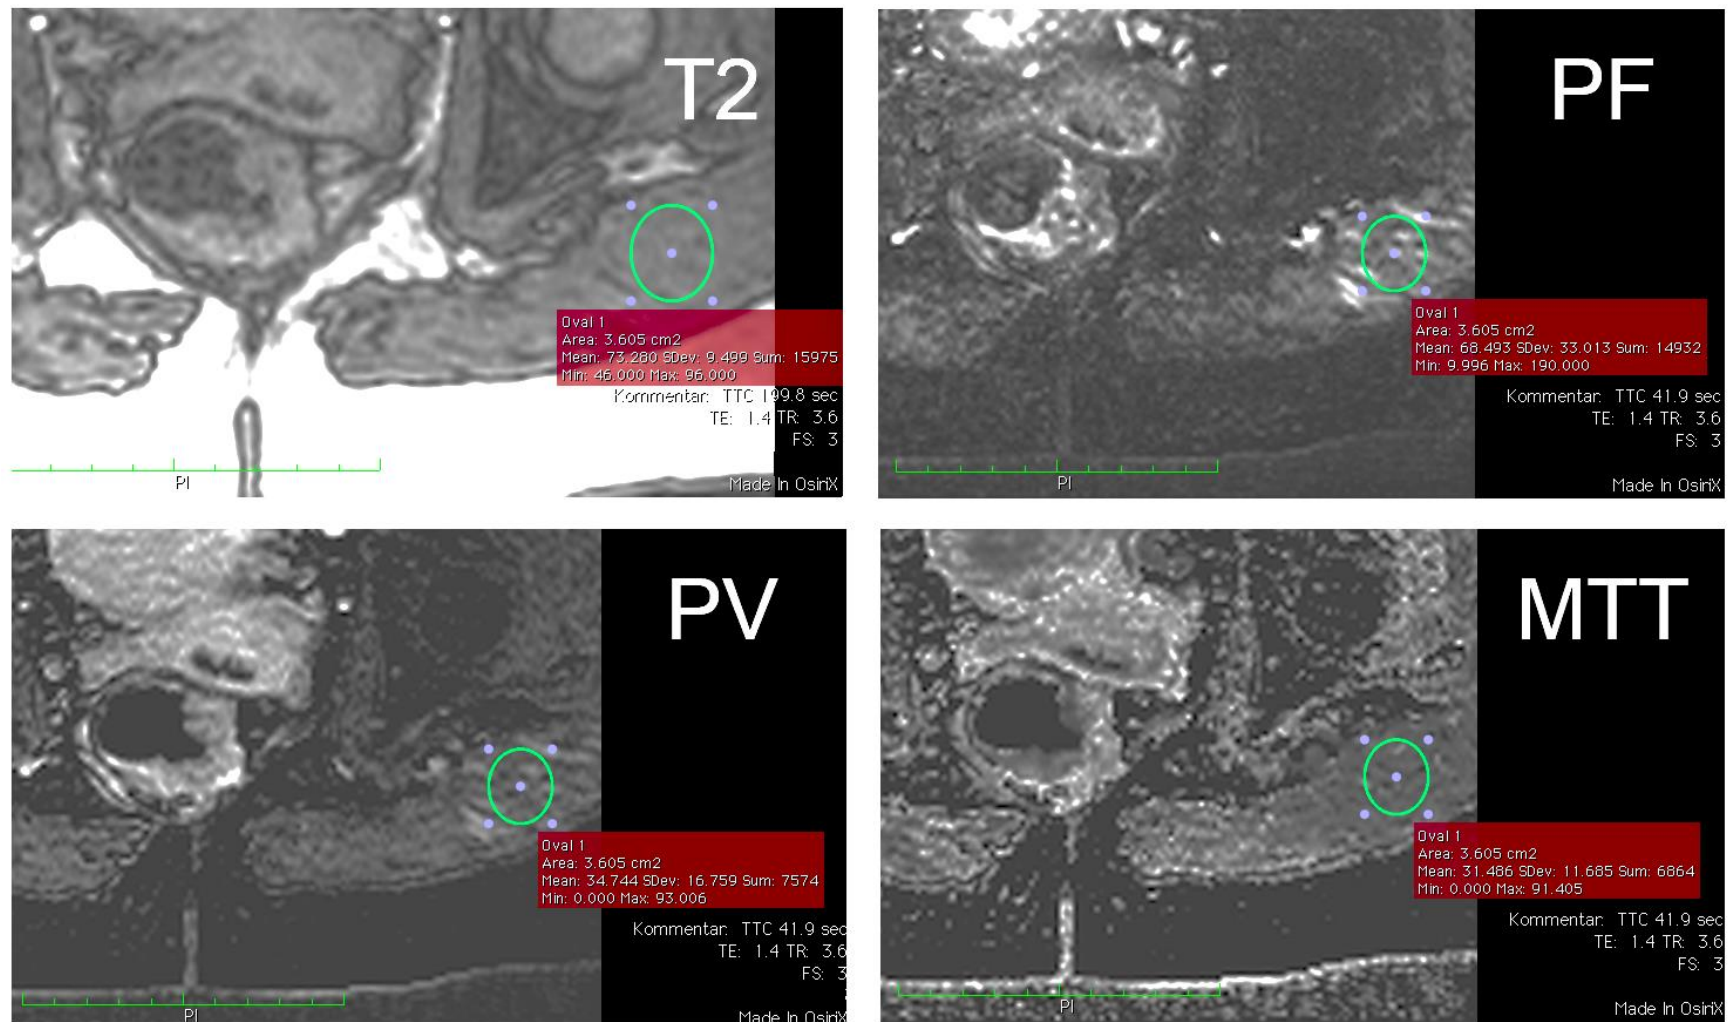 T2
Oval 1
Area: 3.605 cm2
Mean: 73.280 SDev: 9.499 Sum: 15975
Min: 46.000 Max: 96.000
Kommentar: TTC 199.8 sec
TE: 1.4 TR: 3.6
FS: 3
PI
Made In OsiriX
PF
Oval 1
Area: 3.605 cm2
Mean: 68.493 SDev: 33.013 Sum: 14932
Min: 9.996 Max: 190.000
Kommentar: TTC 41.9 sec
TE: 1.4 TR: 3.6
FS: 3
PI
Made In OsiriX
PV
Oval 1
Area: 3.605 cm2
Mean: 34.744 SDev: 16.759 Sum: 7574
Min: 0.000 Max: 93.006
Kommentar: TTC 41.9 sec
TE: 1.4 TR: 3.6
FS: 3
PI
Made In OsiriX
MTT
Oval 1
Area: 3.605 cm2
Mean: 31.486 SDev: 11.685 Sum: 6864
Min: 0.000 Max: 91.405
Kommentar: TTC 41.9 sec
TE: 1.4 TR: 3.6
FS: 3
PI
Made In OsiriX